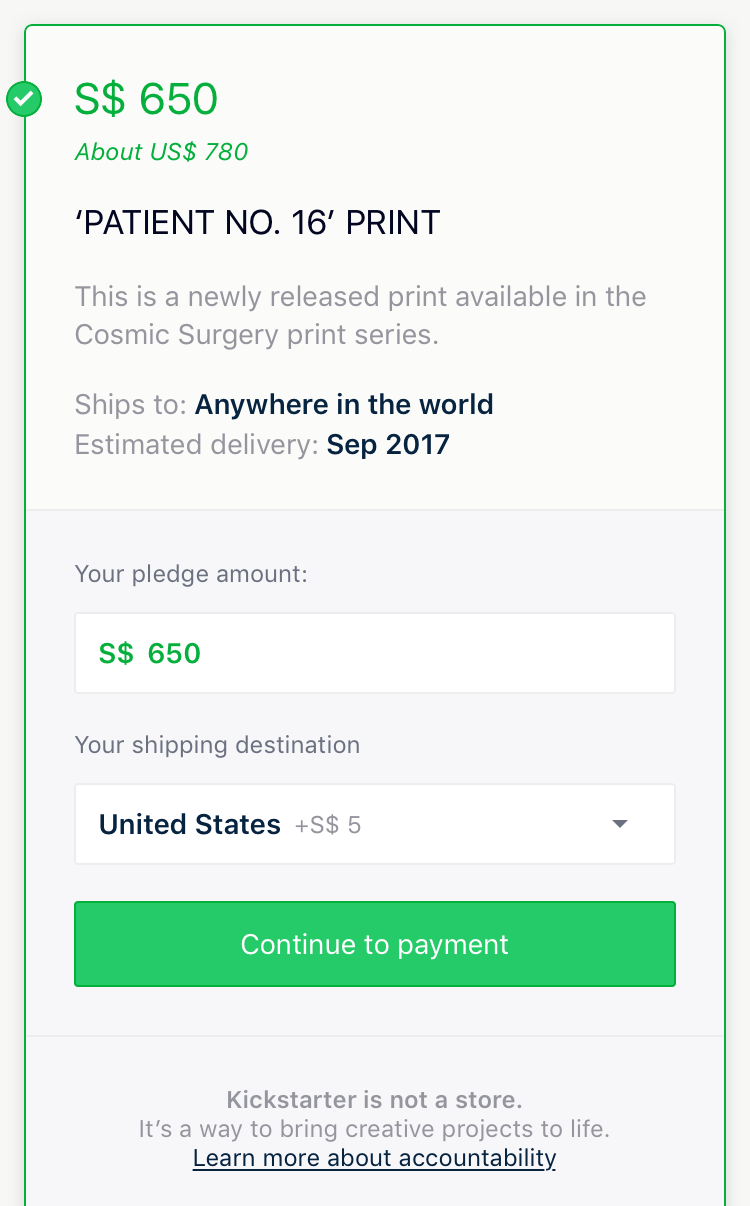 S$ 650
About US$ 780
‘PATIENT NO. 16’ PRINT
This is a newly released print available in the
Cosmic Surgery print series.
Ships to: Anywhere in the world
Estimated delivery: Sep 2017
Your pledge amount:
S$ 650
Your shipping destination
United States +S$ 5
Continue to payment
Kickstarter is not a store.
It’s a way to bring creative projects to life.
Learn more about accountability